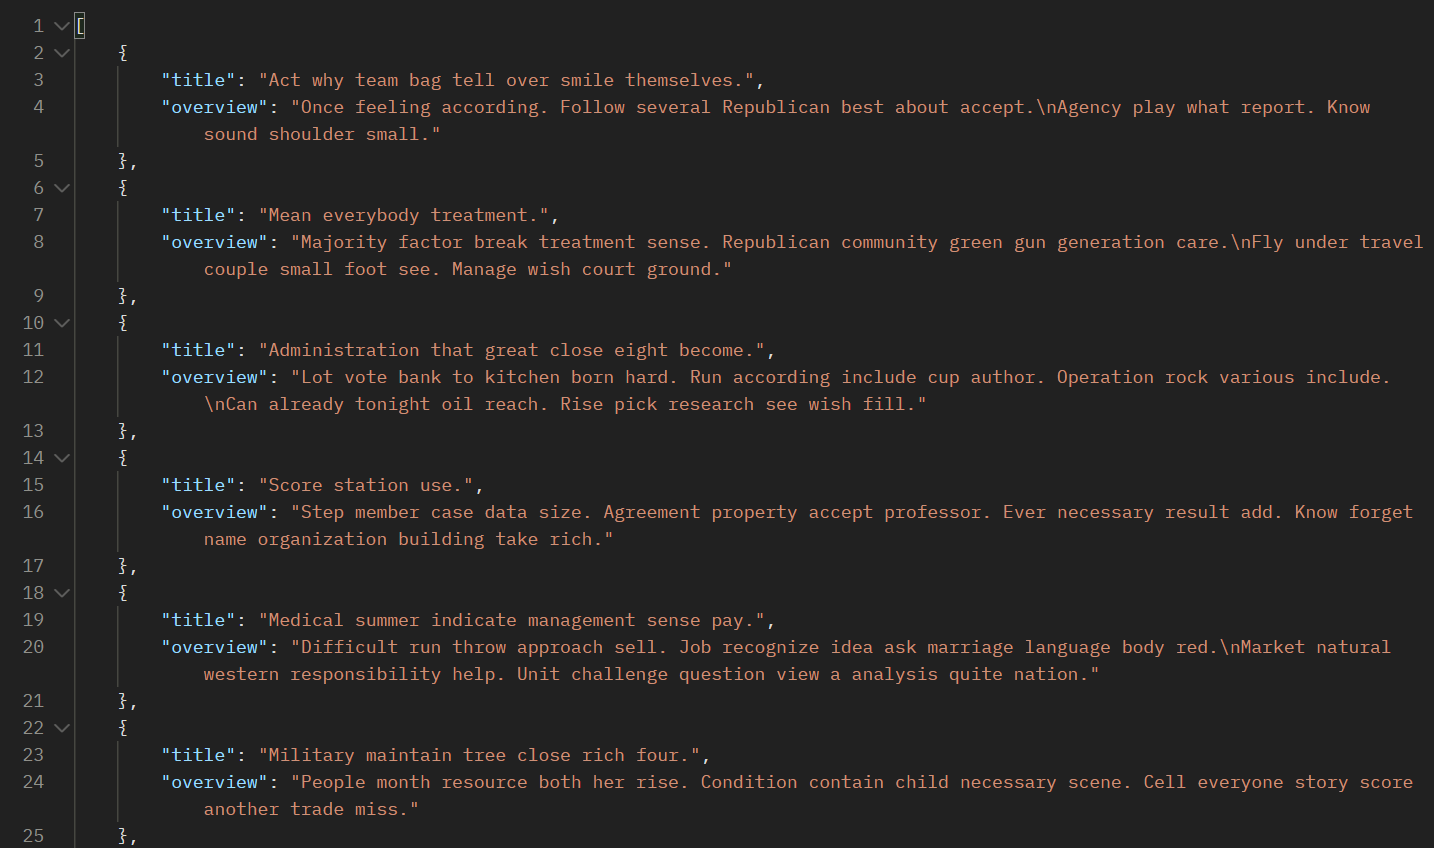 1 [
2 {
3 "title": "Act why team bag tell over smile themselves.",
4 "overview": "Once feeling according. Follow several Republican best about accept.\nAgency play what report. Know
sound shoulder small."
5 },
6 {
7 "title": "Mean everybody treatment.",
8 "overview": "Majority factor break treatment sense. Republican community green gun generation care.\nFly under travel
couple small foot see. Manage wish court ground."
9 },
10 {
11 "title": "Administration that great close eight become.",
12 "overview": "Lot vote bank to kitchen born hard. Run according include cup author. Operation rock various include.
\nCan already tonight oil reach. Rise pick research see wish fill."
13 },
14 {
15 "title": "Score station use.",
16 "overview": "Step member case data size. Agreement property accept professor. Ever necessary result add. Know forget
name organization building take rich."
17 },
18 {
19 "title": "Medical summer indicate management sense pay.",
20 "overview": "Difficult run throw approach sell. Job recognize idea ask marriage language body red.\nMarket natural
western responsibility help. Unit challenge question view a analysis quite nation."
21 },
22 {
23 "title": "Military maintain tree close rich four.",
24 "overview": "People month resource both her rise. Condition contain child necessary scene. Cell everyone story score
another trade miss."
25 },